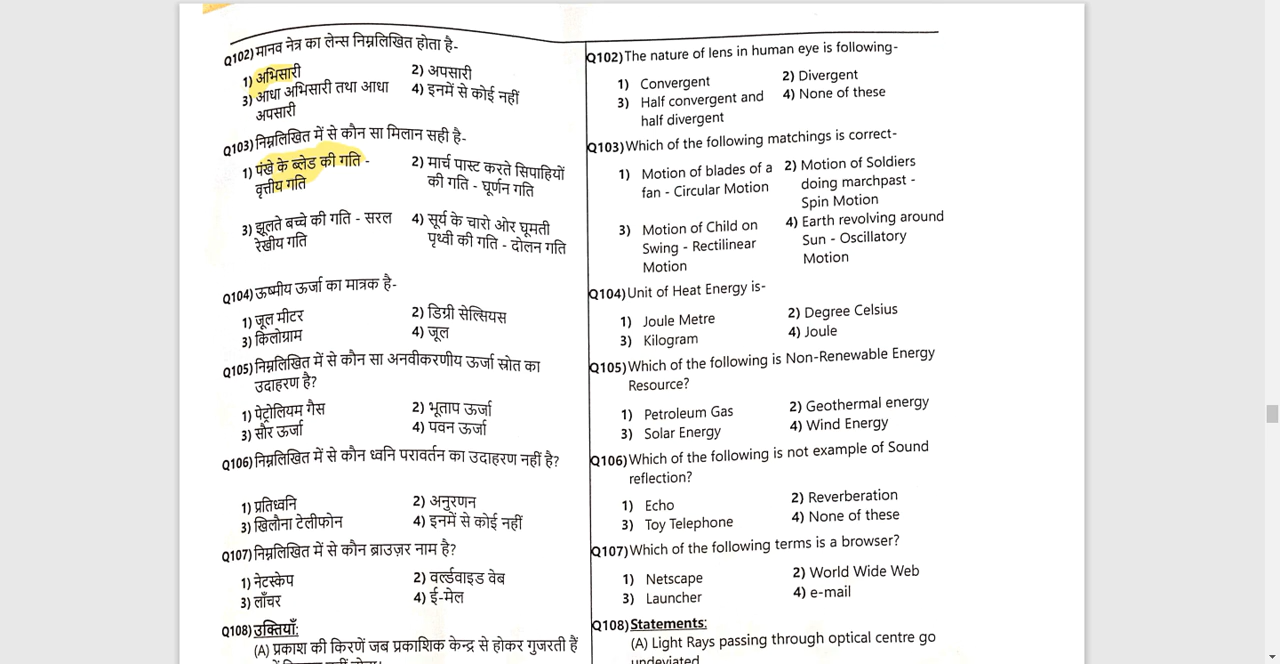 Q102) मानव नेत्र का लेन्स निम्नलिखित होता है-
1) अभिसारी
2) अपसारी
3) आधा अभिसारी तथा आधा
अपसारी
4) इनमें से कोई नहीं
Q103) निम्नलिखित में से कौन सा मिलान सही है-
1) पंखे के ब्लेड की गति -
वृत्तीय गति
2) मार्च पास्ट करते सिपाहियों
की गति - घूर्णन गति
3) झूलते बच्चे की गति - सरल
रेखीय गति
4) सूर्य के चारो ओर घूमती
पृथ्वी की गति - दोलन गति
Q104) ऊष्मीय ऊर्जा का मात्रक है-
1) जूल मीटर
2) डिग्री सेल्सियस
3) किलोग्राम
4) जूल
Q105) निम्नलिखित में से कौन सा अनवीकरणीय ऊर्जा स्रोत का
उदाहरण है?
1) पेट्रोलियम गैस
2) भूताप ऊर्जा
3) सौर ऊर्जा
4) पवन ऊर्जा
Q106) निम्नलिखित में से कौन ध्वनि परावर्तन का उदाहरण नहीं है?
1) प्रतिध्वनि
2) अनुरणन
3) खिलौना टेलीफोन
4) इनमें से कोई नहीं
Q107) निम्नलिखित में से कौन ब्राउज़र नाम है?
1) नेटस्केप
2) वर्ल्डवाइड वेब
3) लाँचर
4) ई-मेल
Q108) उक्तियाँ:
(A) प्रकाश की किरणें जब प्रकाशिक केन्द्र से होकर गुजरती हैं
Q102) The nature of lens in human eye is following-
1) Convergent
2) Divergent
3) Half convergent and
half divergent
4) None of these
Q103) Which of the following matchings is correct-
1) Motion of blades of a
fan - Circular Motion
2) Motion of Soldiers
doing marchpast -
Spin Motion
3) Motion of Child on
Swing - Rectilinear
Motion
4) Earth revolving around
Sun - Oscillatory
Motion
Q104) Unit of Heat Energy is-
1) Joule Metre
2) Degree Celsius
3) Kilogram
4) Joule
Q105) Which of the following is Non-Renewable Energy
Resource?
1) Petroleum Gas
2) Geothermal energy
3) Solar Energy
4) Wind Energy
Q106) Which of the following is not example of Sound
reflection?
1) Echo
2) Reverberation
3) Toy Telephone
4) None of these
Q107) Which of the following terms is a browser?
1) Netscape
2) World Wide Web
3) Launcher
4) e-mail
Q108) Statements:
(A) Light Rays passing through optical centre go
undeviated